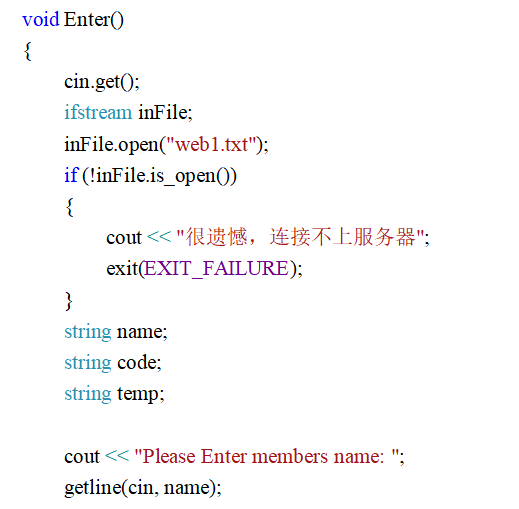 void Enter()
{
cin.get();
ifstream inFile;
inFile.open("web1.txt");
if (!inFile.is_open())
{
cout << "很遗憾，连接不上服务器";
exit(EXIT_FAILURE);
}
string name;
string code;
string temp;
cout << "Please Enter members name: ";
getline(cin, name);